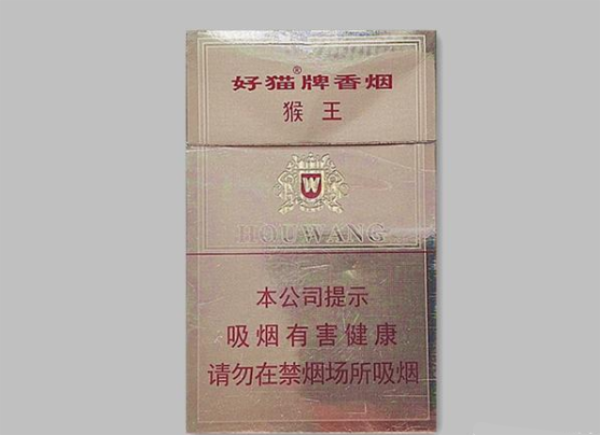 好猫®牌香烟
猴王
W
HOUWANG
本公司提示
吸烟有害健康
请勿在禁烟场所吸烟